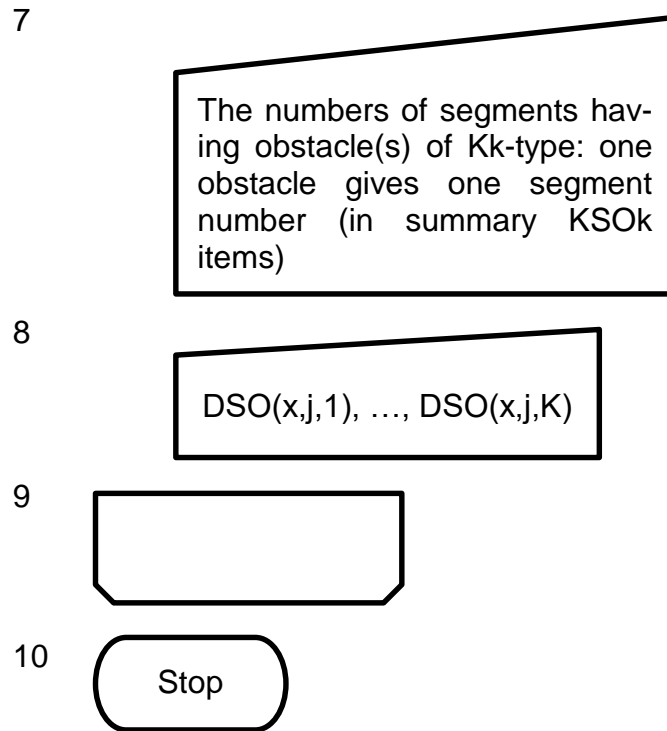 7
The numbers of segments hav-
ing obstacle(s) of Kk-type: one
obstacle gives one segment
number (in summary KSOk
items)
8
DSO(x,j,1), …, DSO(x,j,K)
9
10
Stop